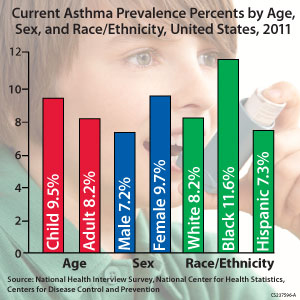 Current Asthma Prevalence Percents by Age,
Sex, and Race/Ethnicity, United States, 2011
12
10
8
6
4
2
0
Child 9.5%
Adult 8.2%
Male 7.2%
Female 9.7%
White 8.2%
Black 11.6%
Hispanic 7.3%
Age
Sex
Race/Ethnicity
Source: National Health Interview Survey, National Center for Health Statistics,
Centers for Disease Control and Prevention